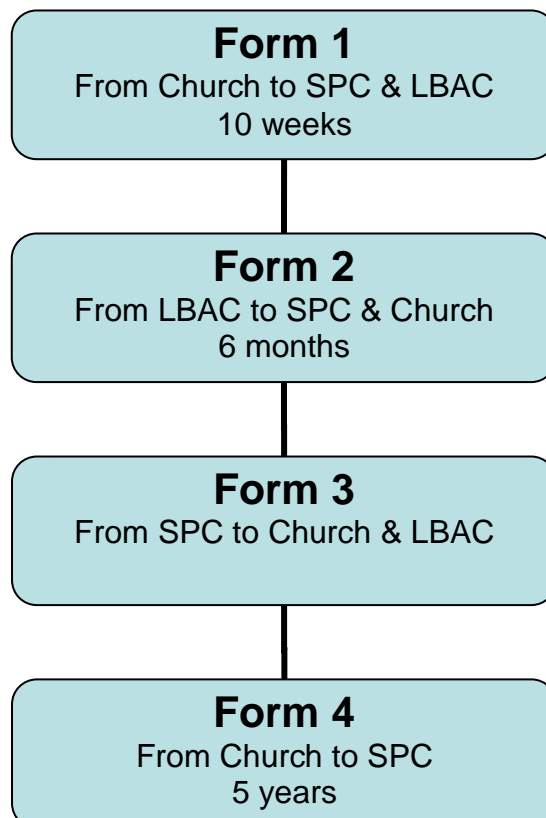 Form 1
From Church to SPC & LBAC
10 weeks
Form 2
From LBAC to SPC & Church
6 months
Form 3
From SPC to Church & LBAC
Form 4
From Church to SPC
5 years